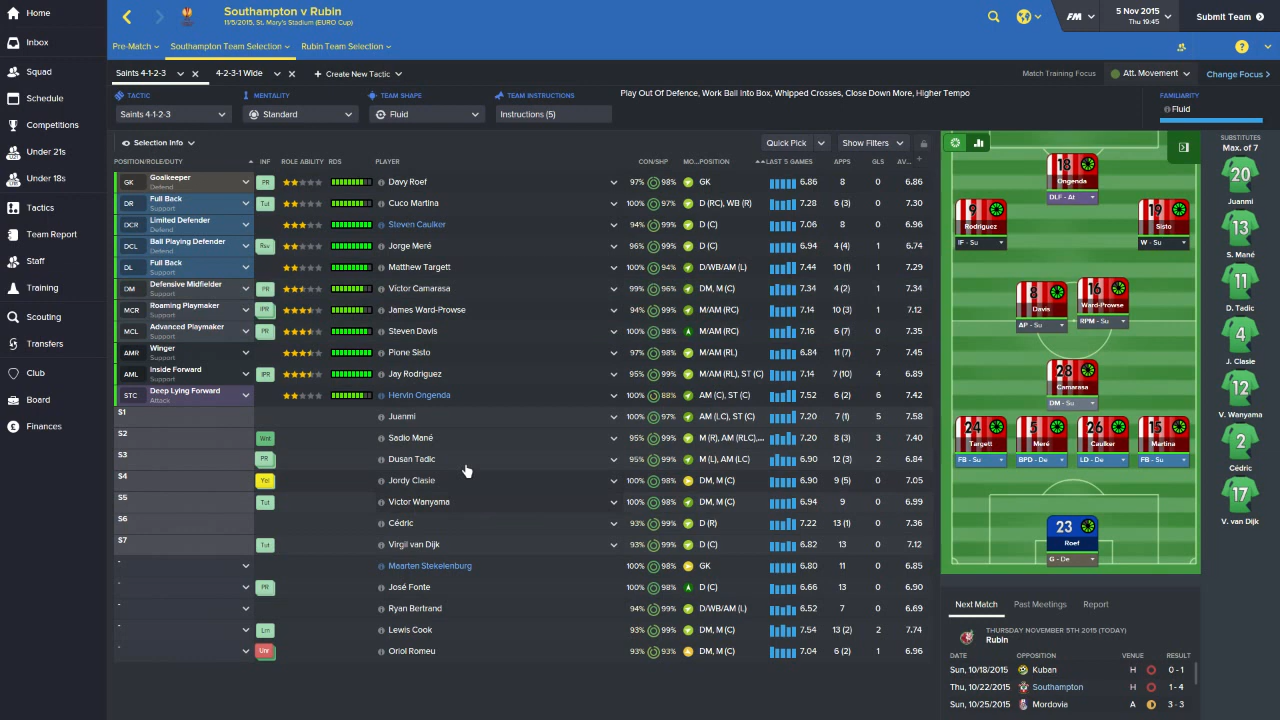 Home
Inbox
Squad
Schedule
Competitions
Under 21s
Under 18s
Tactics
Team Report
Staff
Training
Scouting
Transfers
Club
Board
Finances
Southampton v Rubin
11/5/2015, St. Mary's Stadium (EURO Cup)
FM
5 Nov 2015
Thu 19:45
Submit Team
Pre-Match Southampton Team Selection Rubin Team Selection
Saints 4-1-2-3 4-2-3-1 Wide Create New Tactic
Match Training Focus Att. Movement Change Focus
TACTIC MENTALITY TEAM SHAPE TEAM INSTRUCTIONS
Saints 4-1-2-3 Standard Fluid Instructions (5)
Play Out Of Defence, Work Ball Into Box, Whipped Crosses, Close Down More, Higher Tempo
FAMILIARITY
Fluid
Selection Info Quick Pick Show Filters
POSITION/ROLE/DUTY INF ROLE ABILITY RDS PLAYER CON/SHP MO... POSITION LAST 5 GAMES APPS GLS AV...
GK Goalkeeper Defend PR Davy Roef 97% 98% GK 6.86 8 0 6.86
DR Full Back Support Tut Cuco Martina 100% 97% D (RC), WB (R) 7.28 6 (3) 0 7.30
DCR Limited Defender Defend Steven Caulker 94% 99% D (C) 7.06 8 0 6.96
DCL Ball Playing Defender Defend Jorge Meré 96% 99% D (C) 6.94 4 (4) 1 6.74
DL Full Back Support Matthew Targett 100% 94% D/WB/AM (L) 7.44 10 (1) 1 7.29
DM Defensive Midfielder Support PR Víctor Camarasa 99% 96% DM, M (C) 7.34 4 (2) 1 7.34
MCR Roaming Playmaker Support IPR James Ward-Prowse 94% 99% M/AM (RC) 7.14 10 (3) 1 7.12
MCL Advanced Playmaker Support PR Steven Davis 100% 98% M/AM (RC) 7.16 6 (7) 0 7.35
AMR Winger Support Pione Sisto 97% 98% M/AM (RL) 6.84 11 (7) 7 7.45
AML Inside Forward Support IPR Jay Rodriguez 95% 99% M/AM (RL), ST (C) 7.14 7 (10) 4 6.89
STC Deep Lying Forward Attack Hervin Ongenda 100% 88% AM (C), ST (C) 7.52 6 (2) 6 7.42
S1 Juanmi 100% 97% AM (LC), ST (C) 7.20 7 (1) 5 7.58
S2 Wnt Sadio Mané 95% 99% M (R), AM (RLC),... 7.20 8 (3) 3 7.40
S3 PR Dusan Tadic 95% 99% M (L), AM (LC) 6.90 12 (3) 2 6.84
S4 Yel Jordy Clasie 100% 98% DM, M (C) 6.90 9 (5) 0 7.05
S5 Tut Victor Wanyama 100% 98% DM, M (C) 6.94 9 0 6.99
S6 Cédric 93% 99% D (R) 7.22 13 (1) 0 7.36
S7 Tut Virgil van Dijk 93% 99% D (C) 6.82 13 0 7.12
- Maarten Stekelenburg 100% 98% GK 6.80 11 0 6.85
- PR José Fonte 100% 98% D (C) 6.66 13 0 6.90
- Ryan Bertrand 94% 99% D/WB/AM (L) 6.52 7 0 6.69
- Lrn Lewis Cook 93% 99% DM, M (C) 7.54 13 (2) 2 7.74
- Unr Oriol Romeu 93% 93% DM, M (C) 7.04 6 (2) 1 6.96
18
Ongenda
DLF - At
9 19
Rodriguez Sisto
IF - Su W - Su
8 16
Davis Ward-Prowse
AP - Su RPM - Su
28
Camarasa
DM - Su
24 5 26 15
Targett Meré Caulker Martina
FB - Su BPD - De LD - De FB - Su
23
Roef
G - De
SUBSTITUTES
Max. of 7
20
Juanmi
13
S. Mané
11
D. Tadic
4
J. Clasie
12
V. Wanyama
2
Cédric
17
V. van Dijk
Next Match Past Meetings Report
THURSDAY NOVEMBER 5TH 2015 (TODAY)
Rubin
DATE OPPOSITION VENUE RESULT
Sun, 10/18/2015 Kuban H 0 - 1
Thu, 10/22/2015 Southampton H 1 - 4
Sun, 10/25/2015 Mordovia A 3 - 3